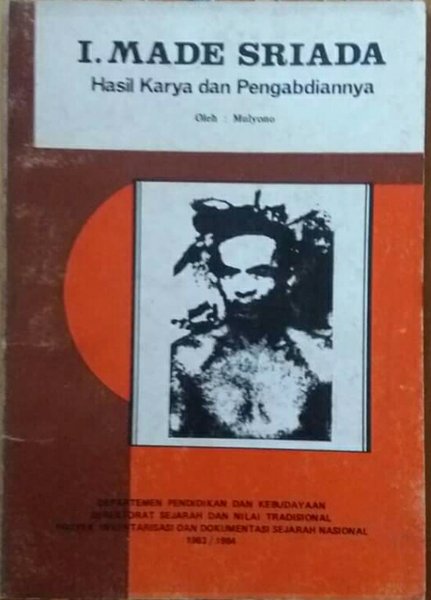 I. MADE SRIADA
Hasil Karya dan Pengabdiannya
Oleh : Mulyono
DEPARTEMEN PENDIDIKAN DAN KEBUDAYAAN
DIREKTORAT SEJARAH DAN NILAI TRADISIONAL
PROYEK INVENTARISASI DAN DOKUMENTASI SEJARAH NASIONAL
1983 / 1984